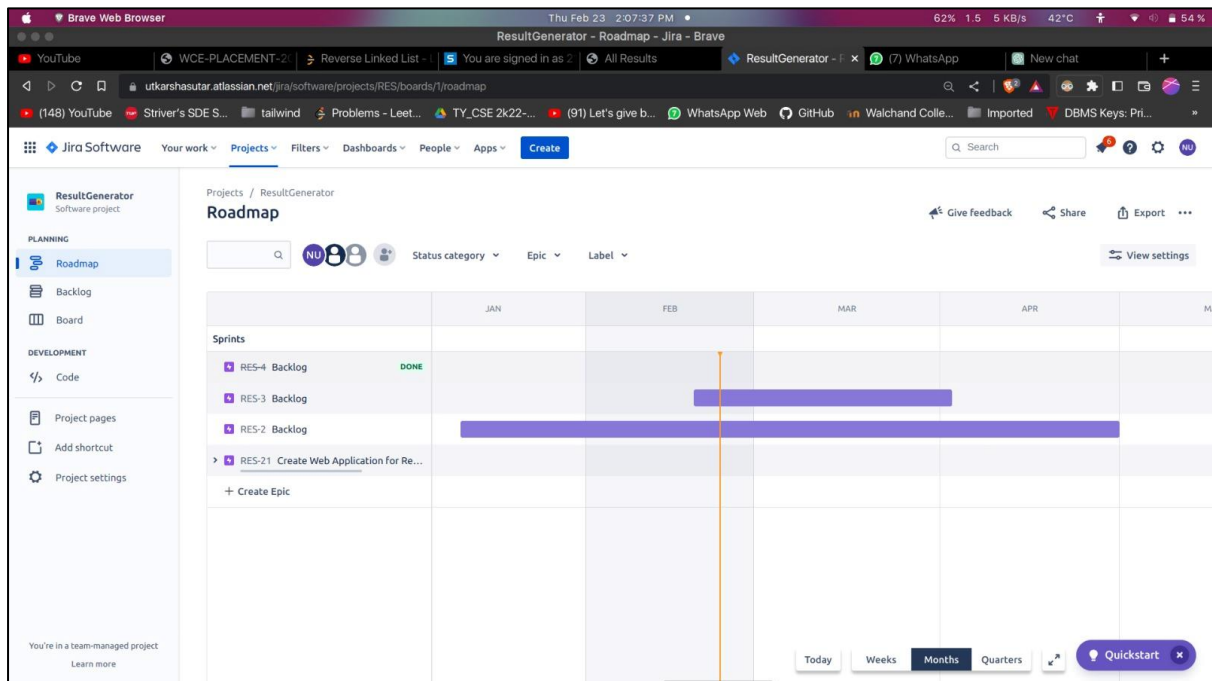 Brave Web Browser Thu Feb 23 2:07:37 PM 62% 1.5 5 KB/s 42°C 54 %
ResultGenerator - Roadmap - Jira - Brave
YouTube WCE-PLACEMENT-20 Reverse Linked List - L You are signed in as 2 All Results ResultGenerator - R × (7) WhatsApp New chat +
utkarshasutar.atlassian.net/jira/software/projects/RES/boards/1/roadmap
(148) YouTube Striver's SDE S... tailwind Problems - Leet... TY_CSE 2k22-... (91) Let's give b... WhatsApp Web GitHub Walchand Colle... Imported DBMS Keys: Pri... »
Jira Software Your work Projects Filters Dashboards People Apps Create Search NU
ResultGenerator
Software project
PLANNING
Roadmap
Backlog
Board
DEVELOPMENT
Code
Project pages
Add shortcut
Project settings
You're in a team-managed project
Learn more
Projects / ResultGenerator
Roadmap
Give feedback Share Export •••
NU Status category Epic Label View settings
JAN FEB MAR APR M
Sprints
RES-4 Backlog DONE
RES-3 Backlog
RES-2 Backlog
RES-21 Create Web Application for Re...
+ Create Epic
Today Weeks Months Quarters Quickstart ×